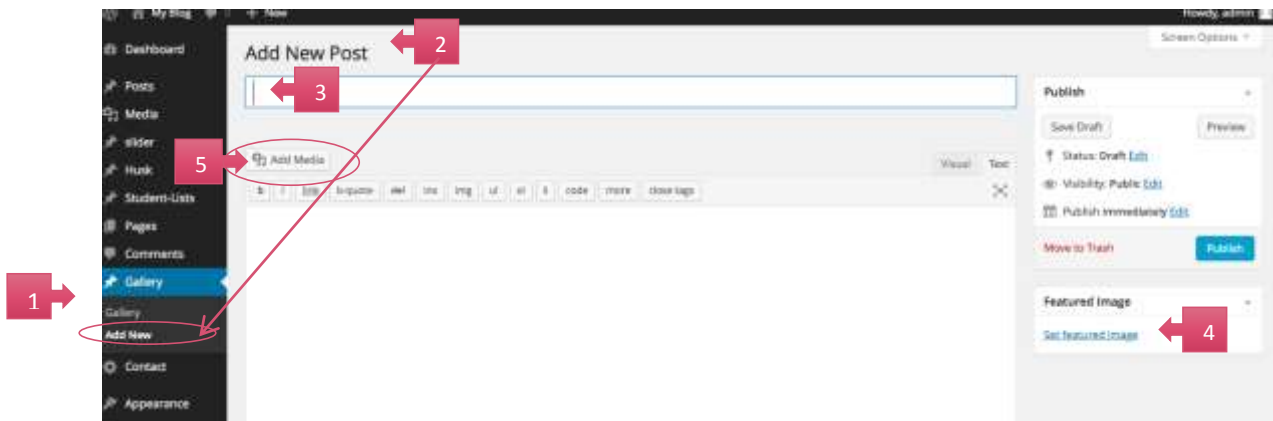 My Blog
New
Howdy, admin
Screen Options
Dashboard
Posts
Media
slider
Husk
Student-Lists
Pages
Comments
Gallery
Gallery
Add New
Contact
Appearance
1
Add New Post
2
3
5
Add Media
Visual Text
b i link b-quote del ins img ul ol li code more close tags
Publish
Save Draft Preview
Status: Draft Edit
Visibility: Public Edit
Publish immediately Edit
Move to Trash Publish
Featured Image
Set featured image
4